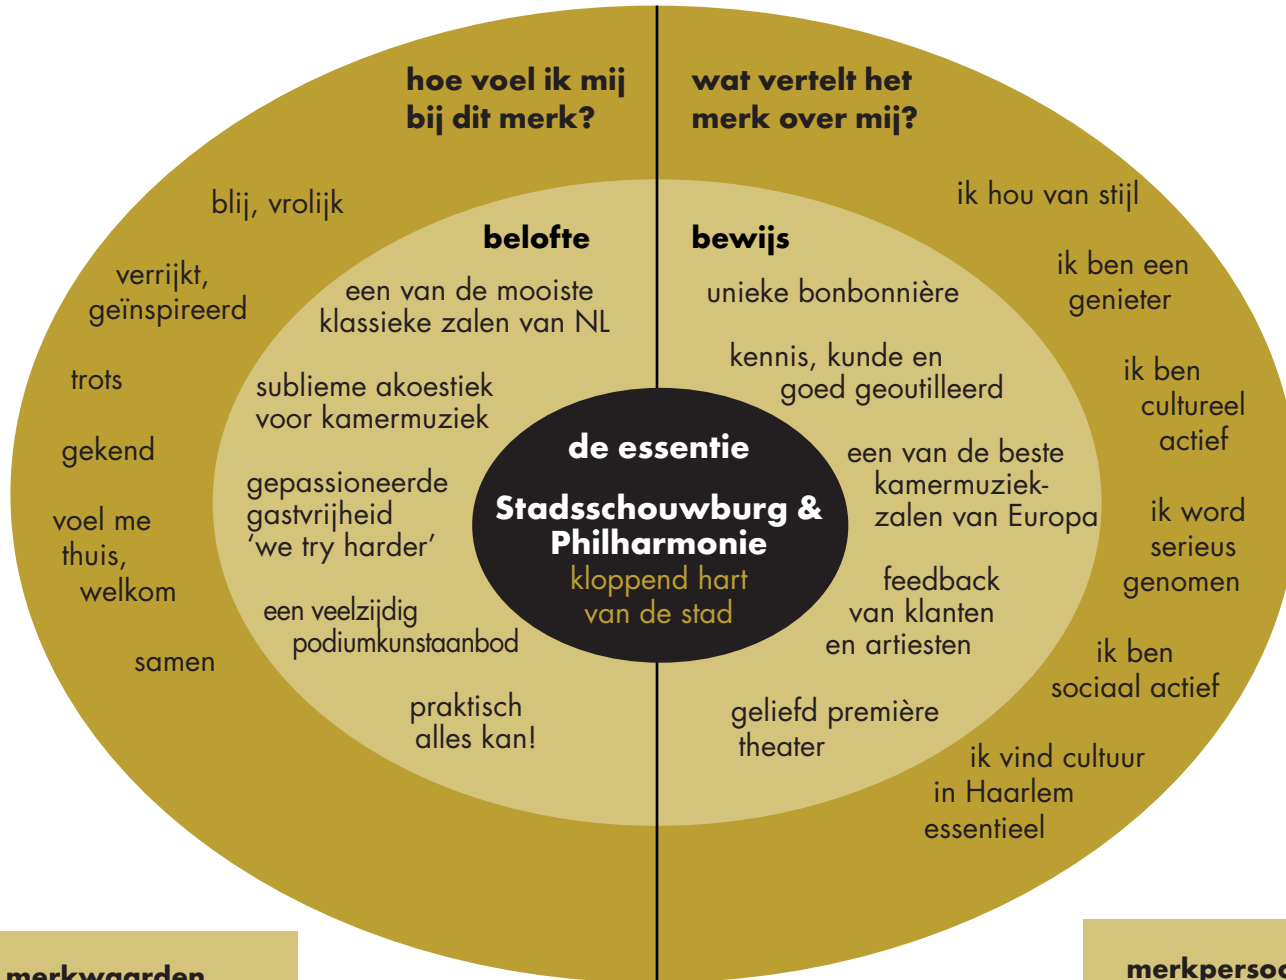 hoe voel ik mij
bij dit merk?
blij, vrolijk
verrijkt,
geïnspireerd
trots
gekend
voel me
thuis,
welkom
samen
belofte
een van de mooiste
klassieke zalen van NL
sublieme akoestiek
voor kamermuziek
gepassioneerde
gastvrijheid
'we try harder'
een veelzijdig
podiumkunstaanbod
praktisch
alles kan!
de essentie
Stadsschouwburg &
Philharmonie
kloppend hart
van de stad
wat vertelt het
merk over mij?
bewijs
unieke bonbonnière
kennis, kunde en
goed geoutilleerd
een van de beste
kamermuziek-
zalen van Europa
feedback
van klanten
en artiesten
geliefd première
theater
ik hou van stijl
ik ben een
genieter
ik ben
cultureel
actief
ik word
serieus
genomen
ik ben
sociaal actief
ik vind cultuur
in Haarlem
essentieel
merkwaarden